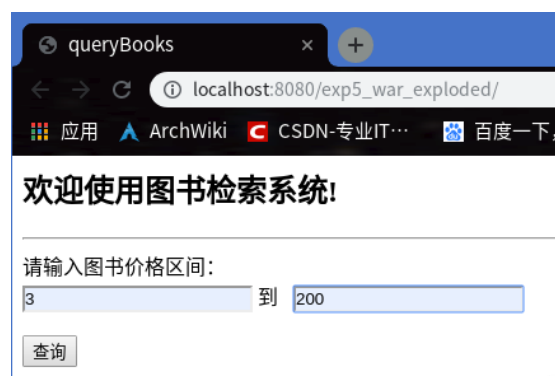 queryBooks
localhost:8080/exp5_war_exploded/
应用 ArchWiki CSDN-专业IT… 百度一下，
欢迎使用图书检索系统!
请输入图书价格区间：
3 到 200
查询